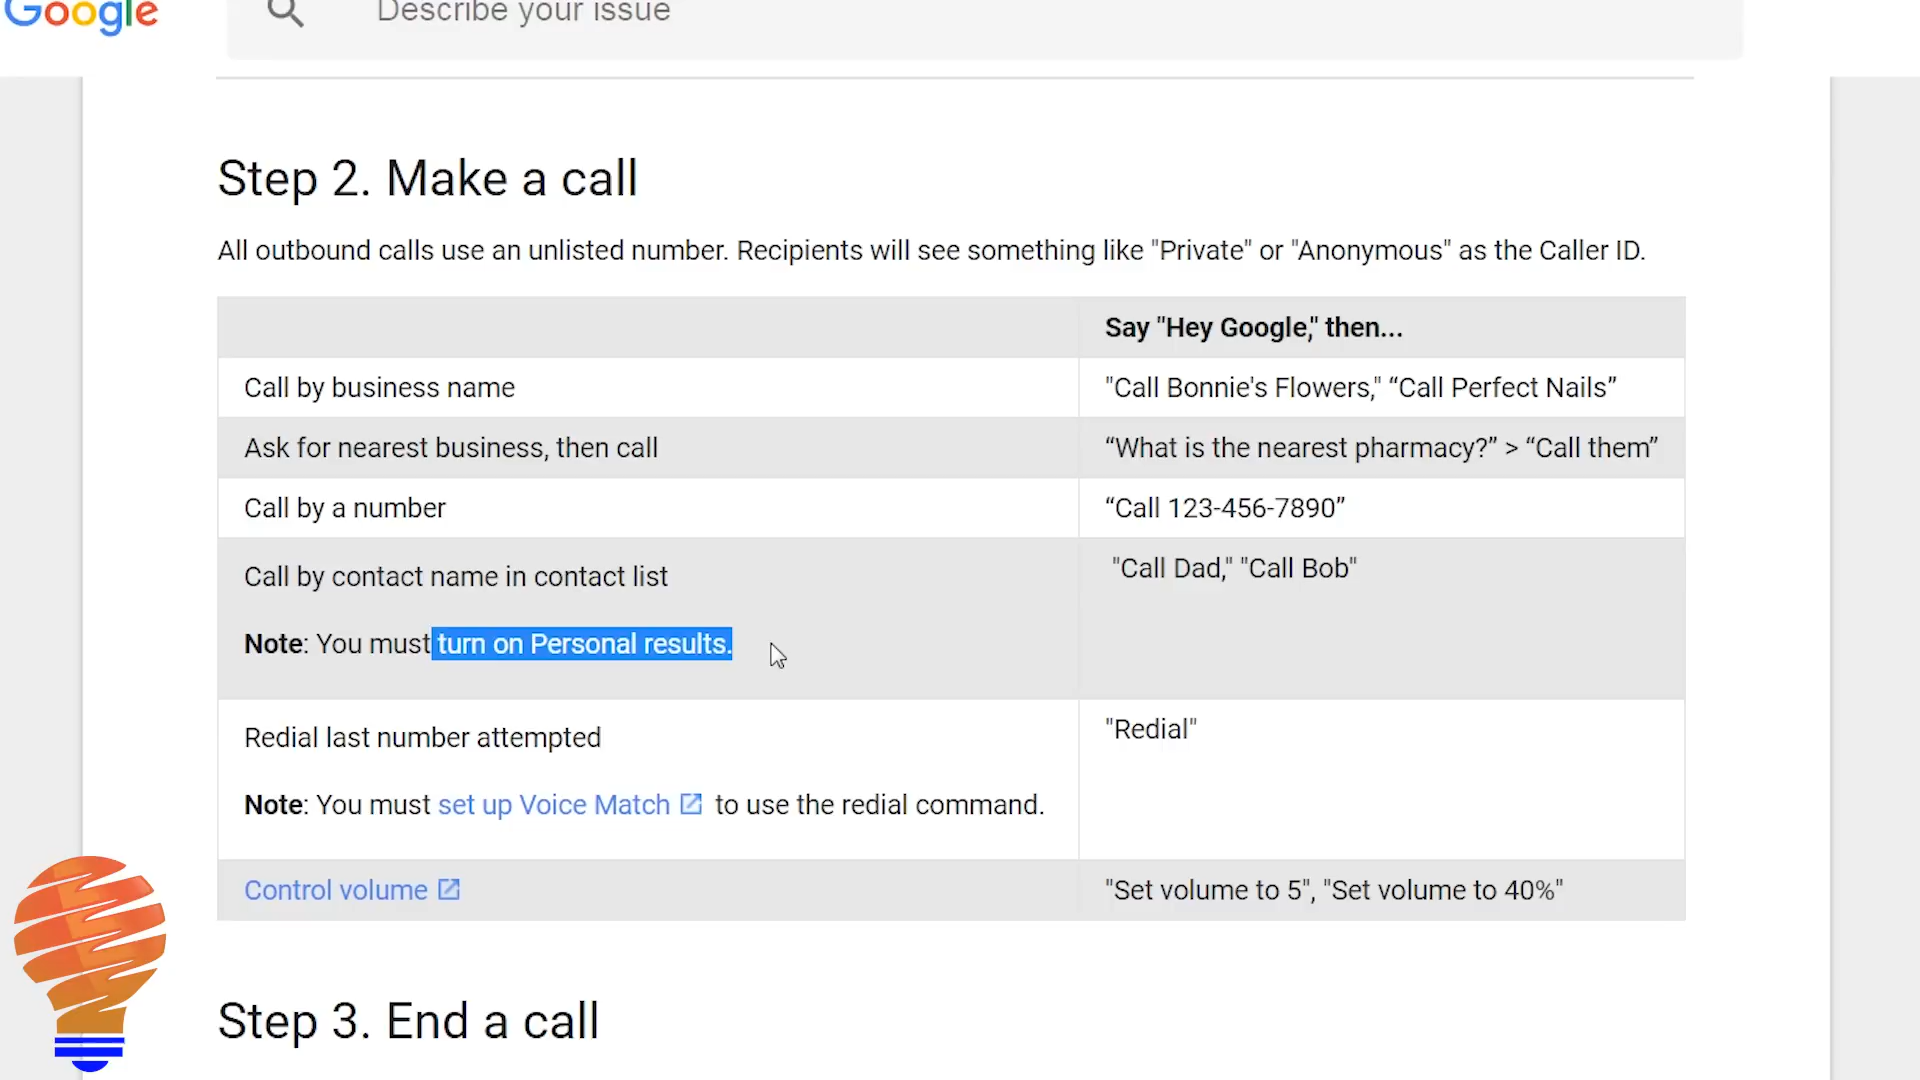 Google
Describe your issue
Step 2. Make a call
All outbound calls use an unlisted number. Recipients will see something like "Private" or "Anonymous" as the Caller ID.
Say "Hey Google," then...
Call by business name
"Call Bonnie's Flowers," “Call Perfect Nails”
Ask for nearest business, then call
“What is the nearest pharmacy?” > “Call them”
Call by a number
“Call 123-456-7890”
Call by contact name in contact list
"Call Dad," "Call Bob"
Note: You must turn on Personal results.
Redial last number attempted
"Redial"
Note: You must set up Voice Match to use the redial command.
Control volume
"Set volume to 5", "Set volume to 40%"
Step 3. End a call